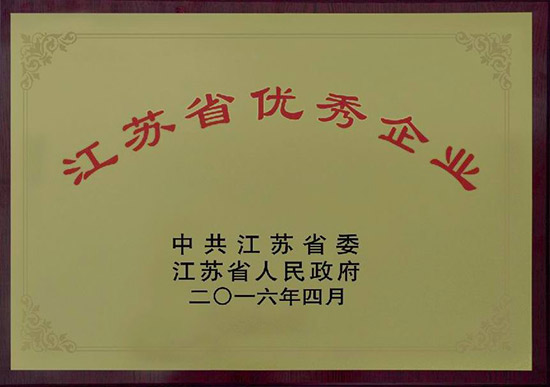 江苏省优秀企业
中共江苏省委
江苏省人民政府
二〇一六年四月